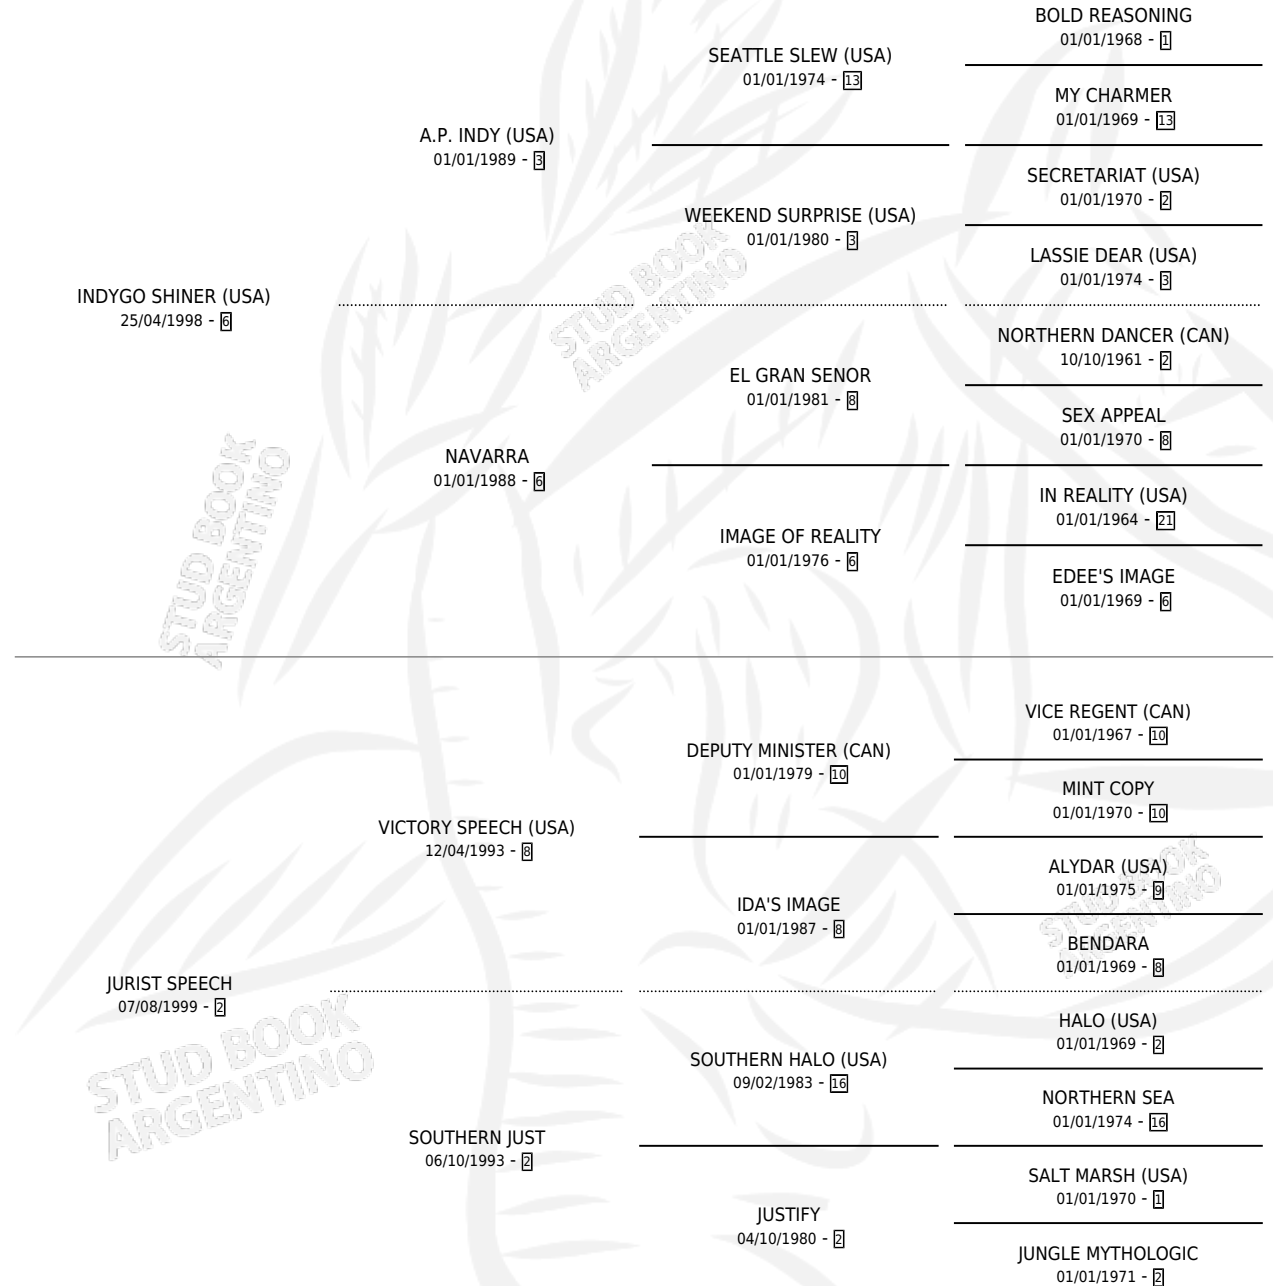 BOLD REASONING
01/01/1968 - 1
SEATTLE SLEW (USA)
01/01/1974 - 13
MY CHARMER
01/01/1969 - 13
A.P. INDY (USA)
01/01/1989 - 3
SECRETARIAT (USA)
01/01/1970 - 2
WEEKEND SURPRISE (USA)
01/01/1980 - 3
LASSIE DEAR (USA)
01/01/1974 - 3
INDYGO SHINER (USA)
25/04/1998 - 6
NORTHERN DANCER (CAN)
10/10/1961 - 2
EL GRAN SENOR
01/01/1981 - 8
SEX APPEAL
01/01/1970 - 8
NAVARRA
01/01/1988 - 6
IN REALITY (USA)
01/01/1964 - 21
IMAGE OF REALITY
01/01/1976 - 6
EDEE'S IMAGE
01/01/1969 - 6
VICE REGENT (CAN)
01/01/1967 - 10
DEPUTY MINISTER (CAN)
01/01/1979 - 10
MINT COPY
01/01/1970 - 10
VICTORY SPEECH (USA)
12/04/1993 - 8
ALYDAR (USA)
01/01/1975 - 9
IDA'S IMAGE
01/01/1987 - 8
BENDARA
01/01/1969 - 8
JURIST SPEECH
07/08/1999 - 2
HALO (USA)
01/01/1969 - 2
SOUTHERN HALO (USA)
09/02/1983 - 16
NORTHERN SEA
01/01/1974 - 16
SOUTHERN JUST
06/10/1993 - 2
SALT MARSH (USA)
01/01/1970 - 1
JUSTIFY
04/10/1980 - 2
JUNGLE MYTHOLOGIC
01/01/1971 - 2
STUD BOOK
ARGENTINO
STUD BOOK
ARGENTINO
STUD BOOK
ARGENTINO
STUD BOOK
ARGENTINO